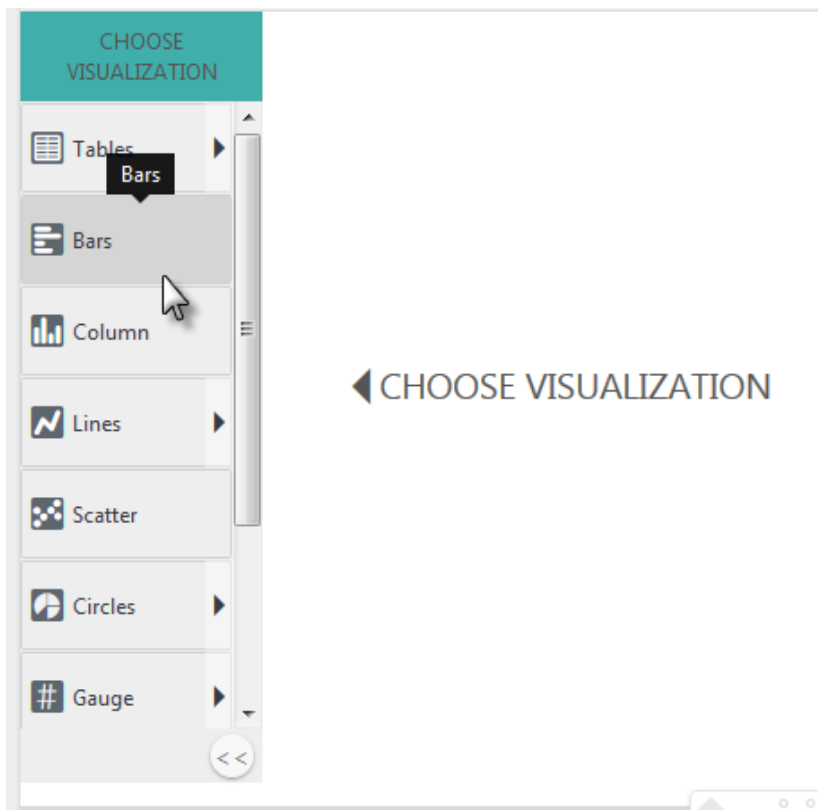 CHOOSE
VISUALIZATION
Tables
Bars
Bars
Column
CHOOSE VISUALIZATION
Lines
Scatter
Circles
# Gauge
<<